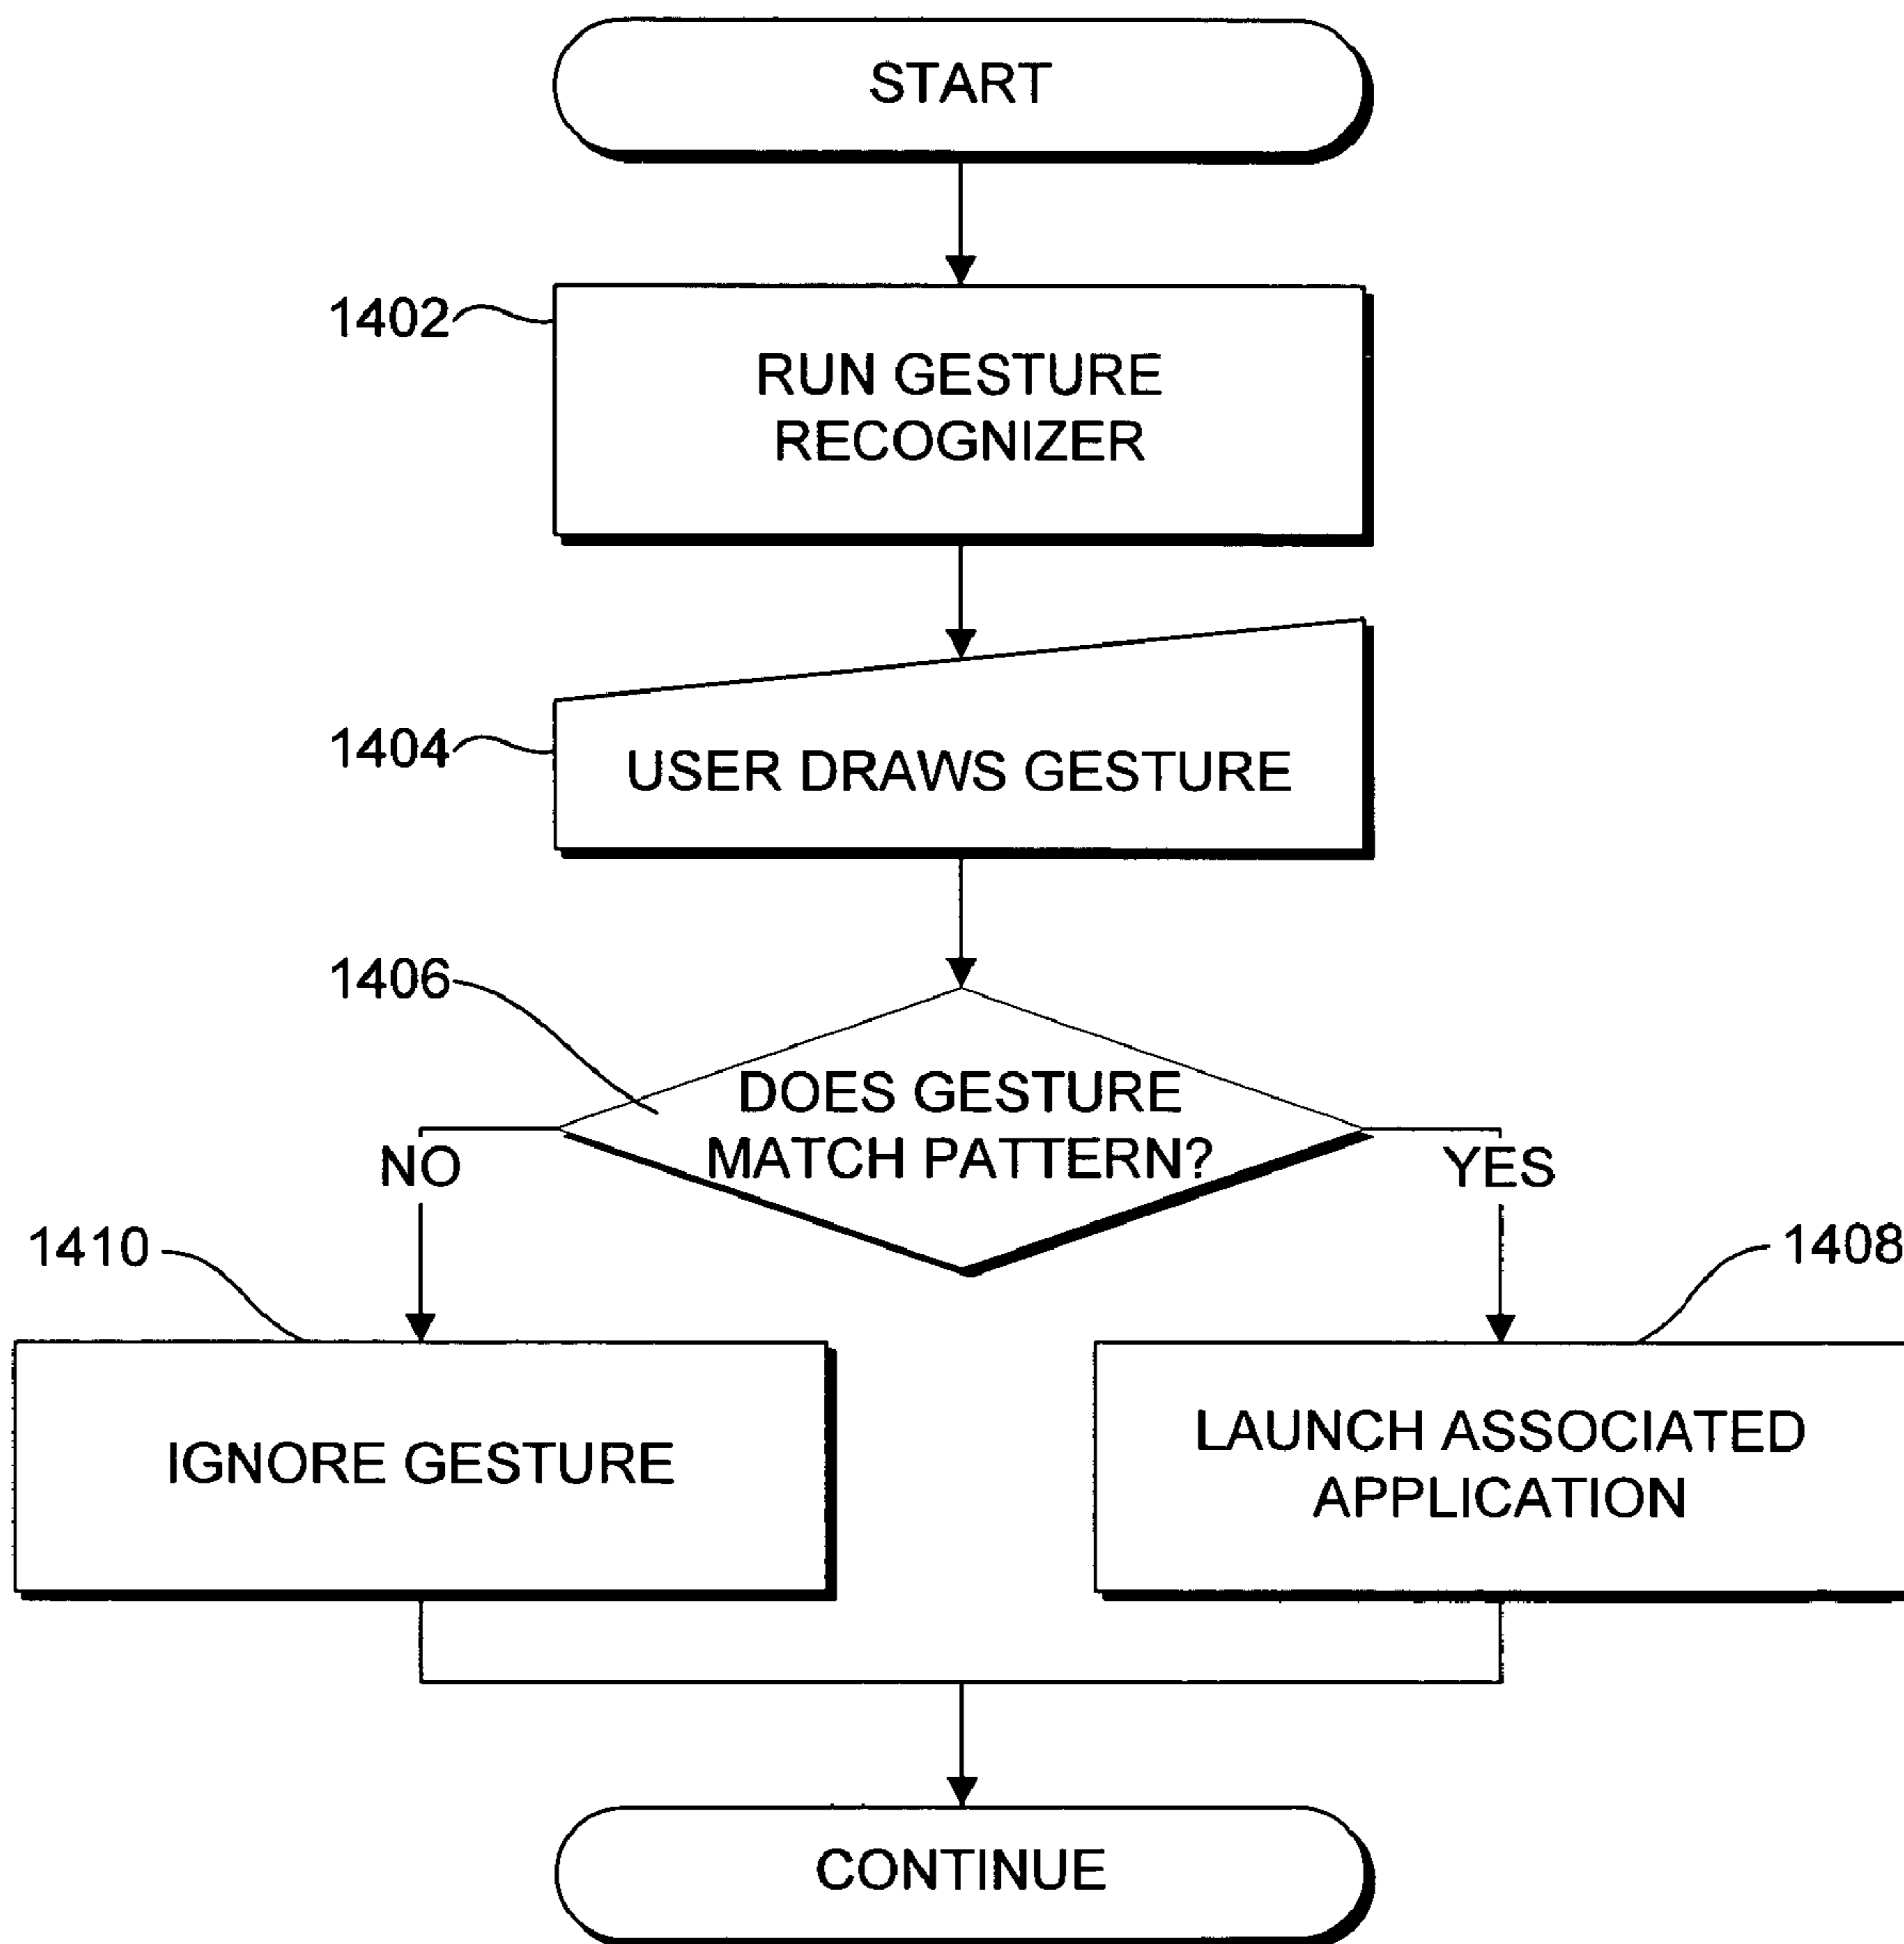 START
1402
RUN GESTURE
RECOGNIZER
1404
USER DRAWS GESTURE
1406
DOES GESTURE
MATCH PATTERN?
NO
YES
1410
1408
IGNORE GESTURE
LAUNCH ASSOCIATED
APPLICATION
CONTINUE